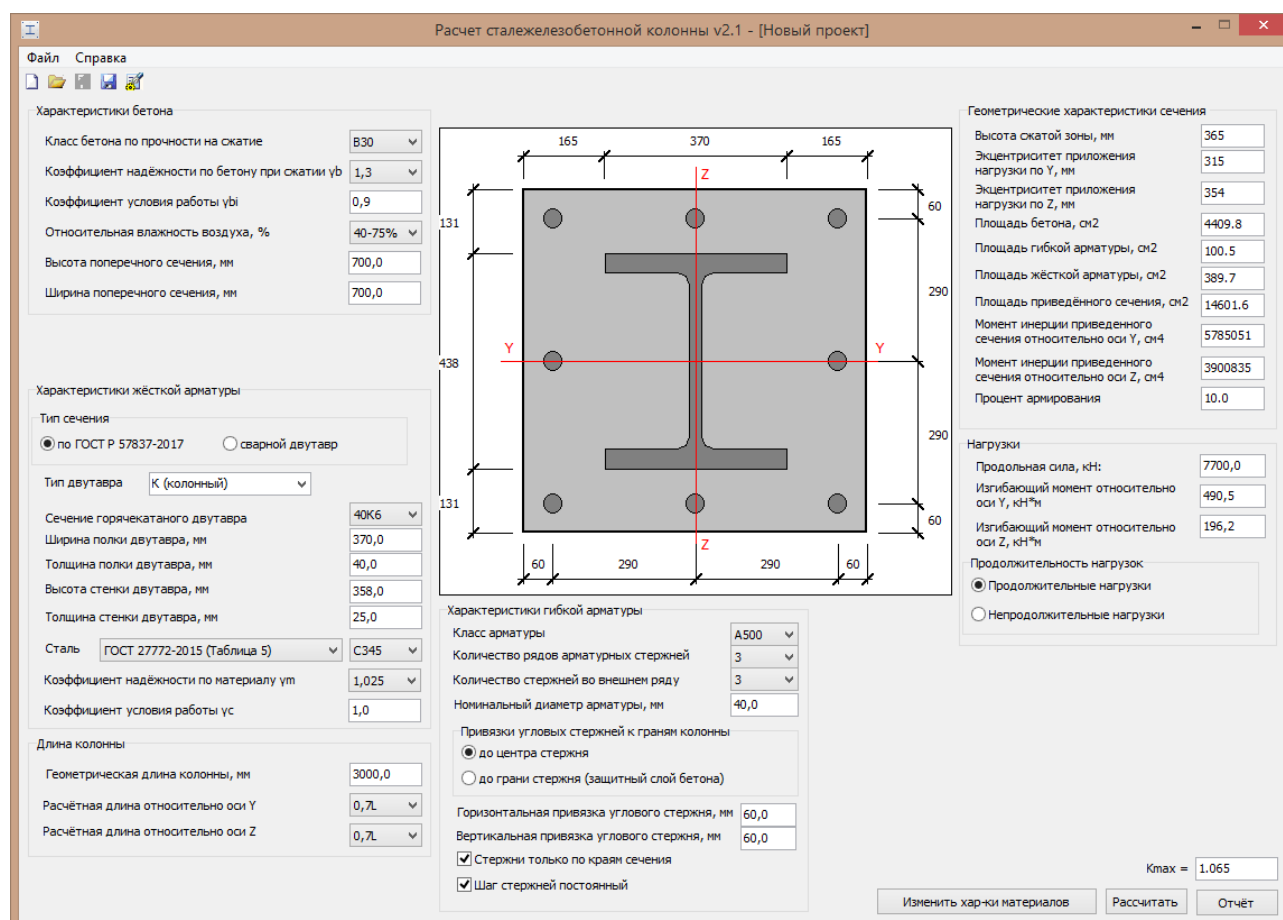 Расчет сталежелезобетонной колонны v2.1 - [Новый проект]
Файл Справка
Характеристики бетона
Класс бетона по прочности на сжатие B30
Коэффициент надёжности по бетону при сжатии γb 1,3
Коэффициент условия работы γbi 0,9
Относительная влажность воздуха, % 40-75%
Высота поперечного сечения, мм 700,0
Ширина поперечного сечения, мм 700,0
Характеристики жёсткой арматуры
Тип сечения
по ГОСТ Р 57837-2017 сварной двутавр
Тип двутавра К (колонный)
Сечение горячекатаного двутавра 40К6
Ширина полки двутавра, мм 370,0
Толщина полки двутавра, мм 40,0
Высота стенки двутавра, мм 358,0
Толщина стенки двутавра, мм 25,0
Сталь ГОСТ 27772-2015 (Таблица 5) С345
Коэффициент надёжности по материалу γm 1,025
Коэффициент условия работы γc 1,0
Длина колонны
Геометрическая длина колонны, мм 3000,0
Расчётная длина относительно оси Y 0,7L
Расчётная длина относительно оси Z 0,7L
165 370 165
Z
131 60
290
Y Y
438
290
131 60
Z
60 290 290 60
Характеристики гибкой арматуры
Класс арматуры A500
Количество рядов арматурных стержней 3
Количество стержней во внешнем ряду 3
Номинальный диаметр арматуры, мм 40,0
Привязки угловых стержней к граням колонны
до центра стержня
до грани стержня (защитный слой бетона)
Горизонтальная привязка углового стержня, мм 60,0
Вертикальная привязка углового стержня, мм 60,0
Стержни только по краям сечения
Шаг стержней постоянный
Геометрические характеристики сечения
Высота сжатой зоны, мм 365
Эксцентриситет приложения
нагрузки по Y, мм 315
Эксцентриситет приложения
нагрузки по Z, мм 354
Площадь бетона, см2 4409.8
Площадь гибкой арматуры, см2 100.5
Площадь жёсткой арматуры, см2 389.7
Площадь приведённого сечения, см2 14601.6
Момент инерции приведенного
сечения относительно оси Y, см4 5785051
Момент инерции приведенного
сечения относительно оси Z, см4 3900835
Процент армирования 10.0
Нагрузки
Продольная сила, кН: 7700,0
Изгибающий момент относительно
оси Y, кН*м 490,5
Изгибающий момент относительно
оси Z, кН*м 196,2
Продолжительность нагрузок
Продолжительные нагрузки
Непродолжительные нагрузки
Kmax = 1.065
Изменить хар-ки материалов Рассчитать Отчёт